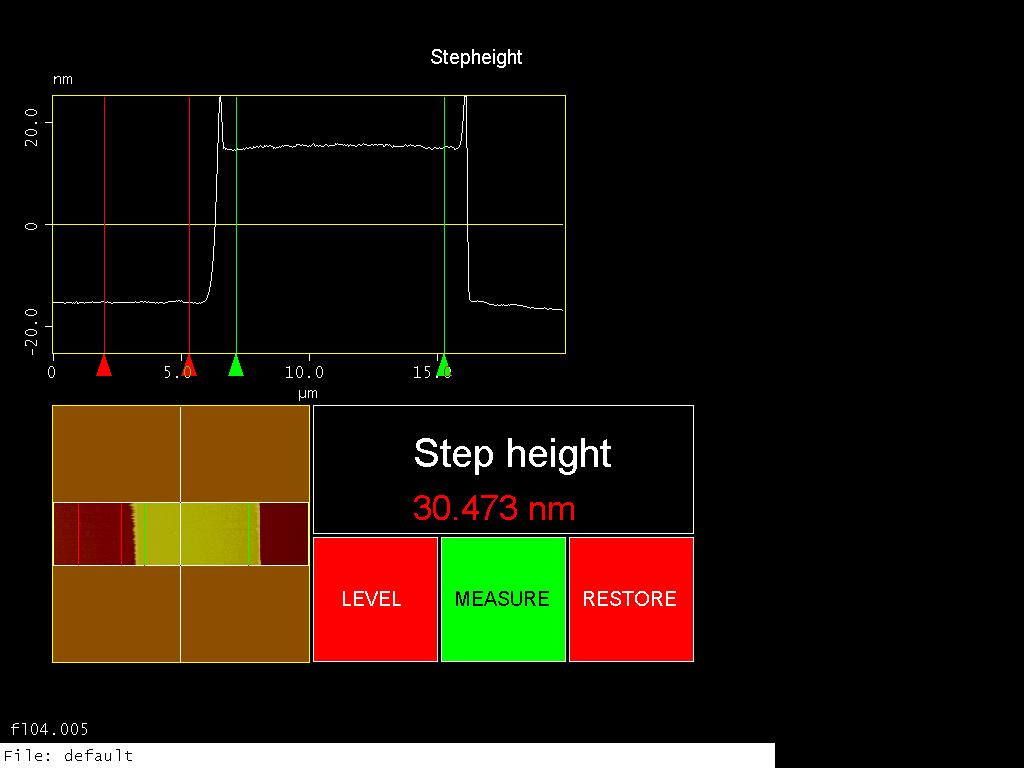 Stepheight
nm
20.0
0
-20.0
0 5.0 10.0 15.0
µm
Step height
30.473 nm
LEVEL MEASURE RESTORE
fl04.005
File: default